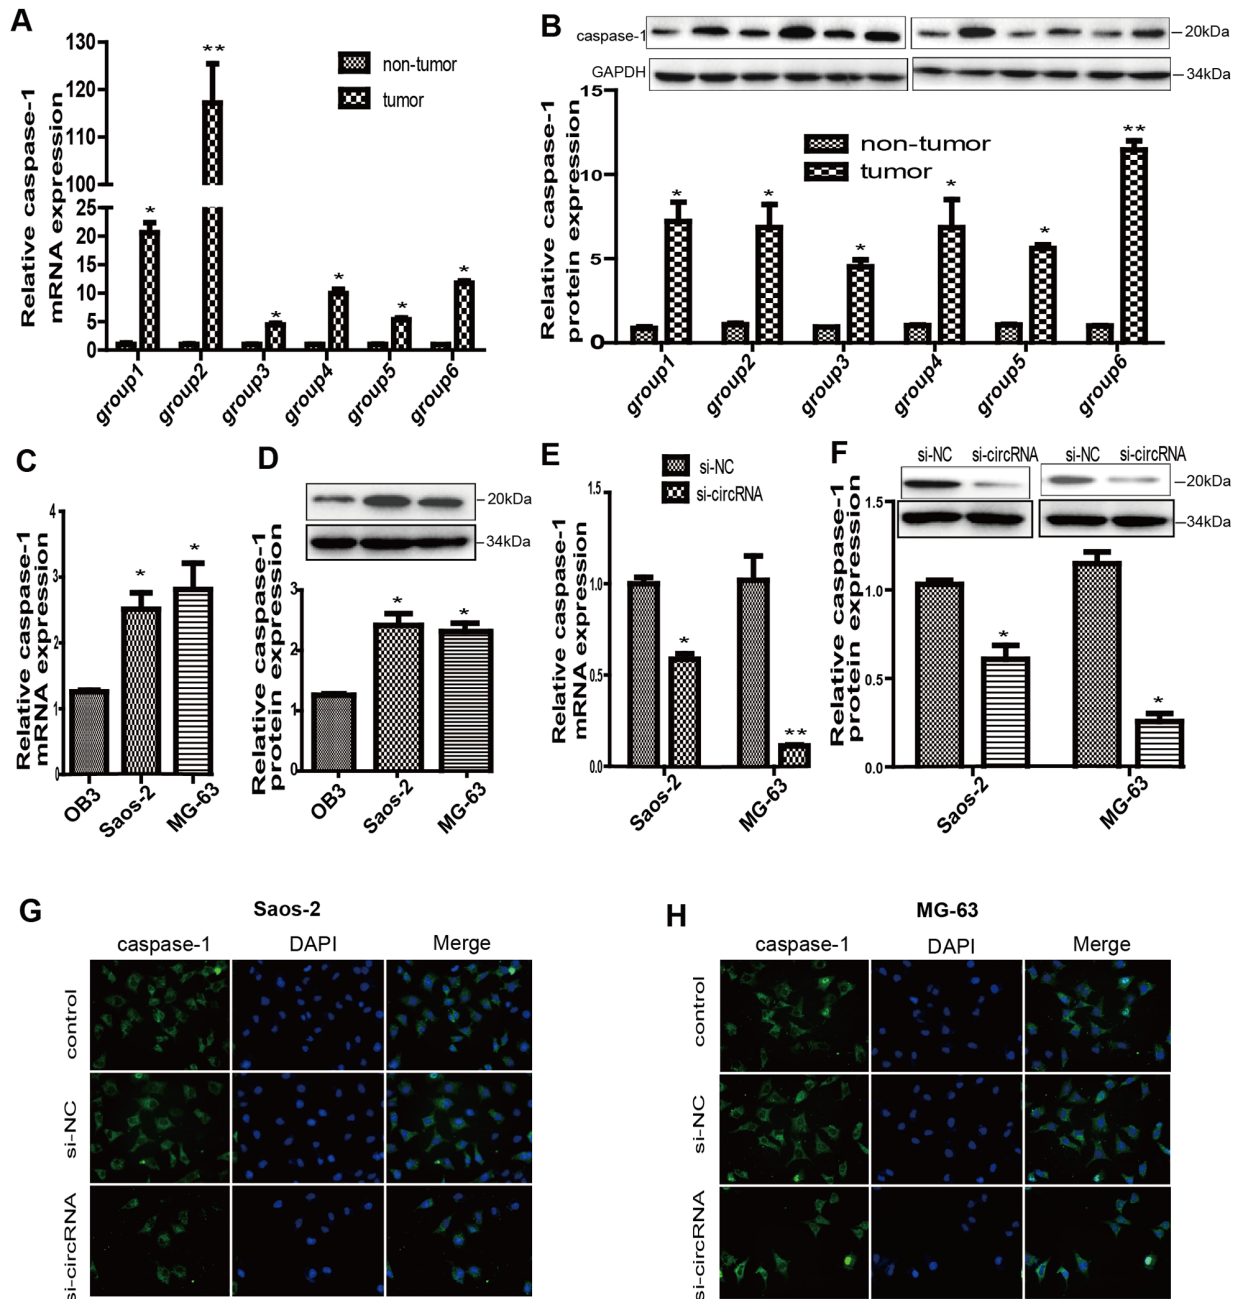 A
Relative caspase-1
mRNA expression
130
120
110
100
25
20
15
10
5
0
**
*
*
*
*
*
non-tumor
tumor
group1
group2
group3
group4
group5
group6
B
caspase-1
GAPDH
–20kDa
–34kDa
Relative caspase-1
protein expression
15
10
5
0
non-tumor
tumor
*
*
*
*
*
**
group1
group2
group3
group4
group5
group6
C
Relative caspase-1
mRNA expression
4
3
2
1
0
*
*
OB3
Saos-2
MG-63
D
–20kDa
–34kDa
Relative caspase-1
protein expression
3
2
1
0
*
*
OB3
Saos-2
MG-63
E
si-NC
si-circRNA
Relative caspase-1
mRNA expression
1.5
1.0
0.5
0.0
*
**
Saos-2
MG-63
F
si-NC si-circRNA si-NC si-circRNA
–20kDa
–34kDa
Relative caspase-1
protein expression
1.5
1.0
0.5
0.0
*
*
Saos-2
MG-63
G
Saos-2
caspase-1 DAPI Merge
control
si-NC
si-circRNA
H
MG-63
caspase-1 DAPI Merge
control
si-NC
si-circRNA